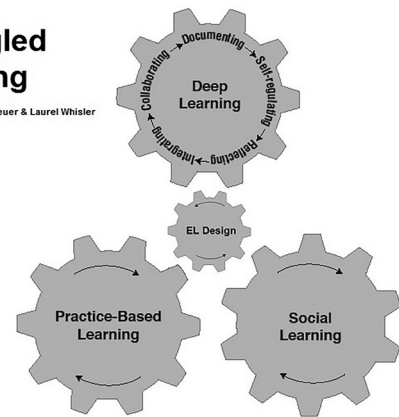 gled
ng
euer & Laurel Whisler
Documenting
Self-regulating
Reflecting
Integrating
Collaborating
Deep
Learning
EL Design
Practice-Based
Learning
Social
Learning